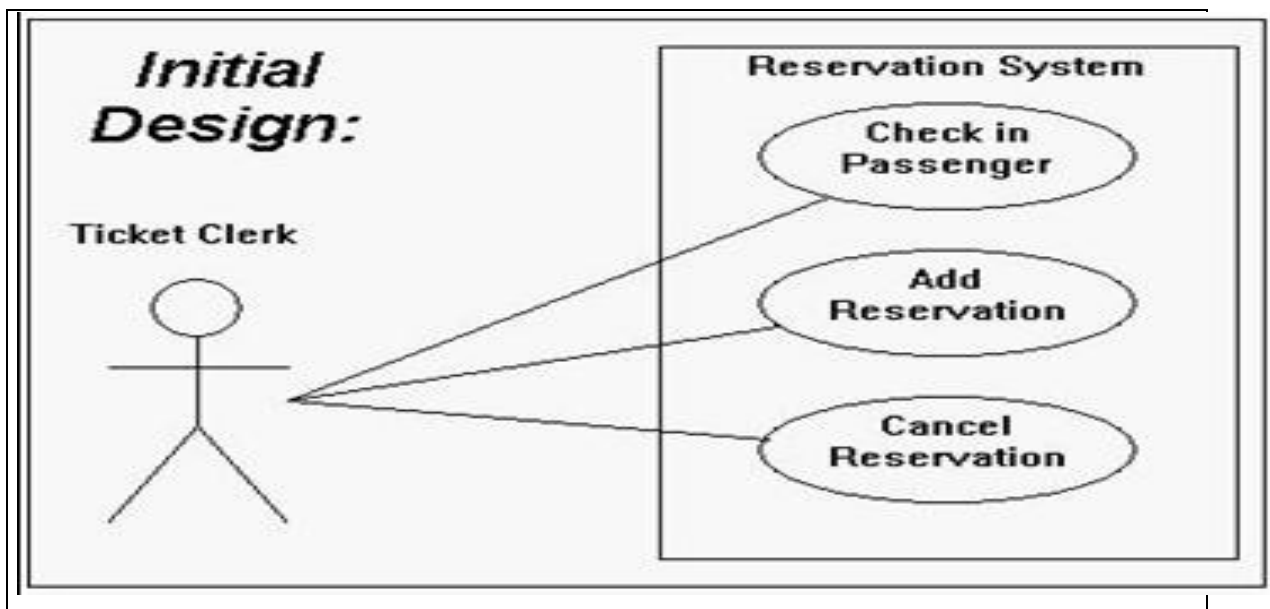 Initial
Design:
Reservation System
Check in
Passenger
Ticket Clerk
Add
Reservation
Cancel
Reservation